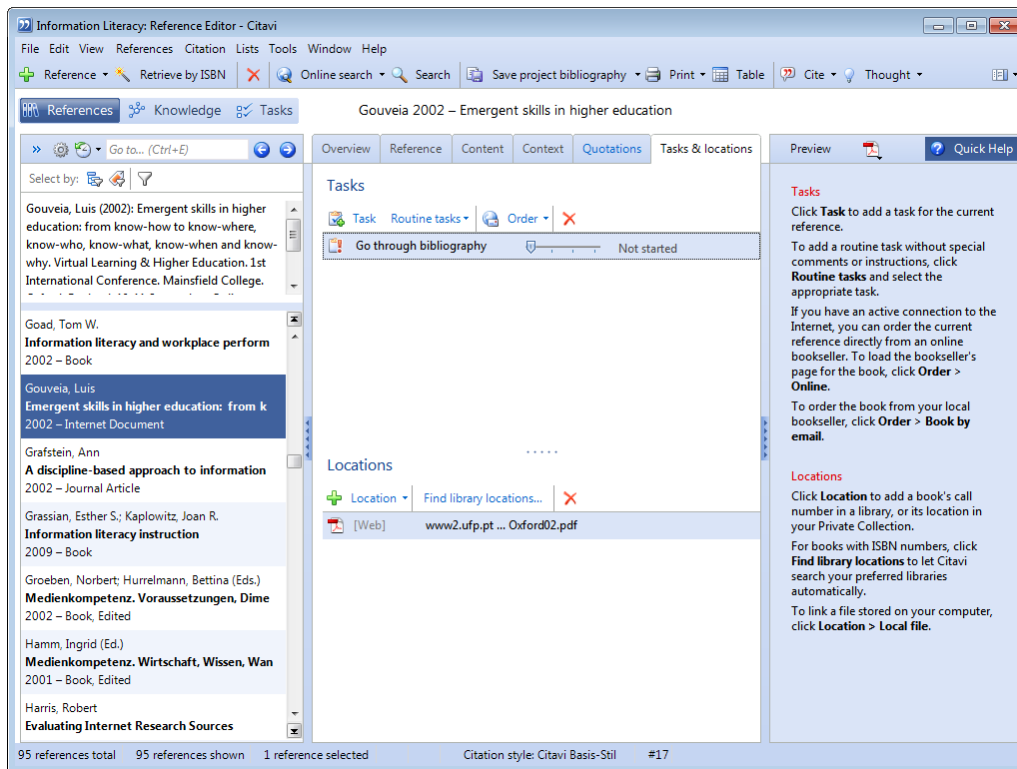 Information Literacy: Reference Editor - Citavi
File Edit View References Citation Lists Tools Window Help
Reference Retrieve by ISBN Online search Search Save project bibliography Print Table Cite Thought
References Knowledge Tasks
Gouveia 2002 – Emergent skills in higher education
Go to... (Ctrl+E)
Select by:
Gouveia, Luis (2002): Emergent skills in higher
education: from know-how to know-where,
know-who, know-what, know-when and know-
why. Virtual Learning & Higher Education. 1st
International Conference. Mainsfield College.
Goad, Tom W.
Information literacy and workplace perform
2002 – Book
Gouveia, Luis
Emergent skills in higher education: from k
2002 – Internet Document
Grafstein, Ann
A discipline-based approach to information
2002 – Journal Article
Grassian, Esther S.; Kaplowitz, Joan R.
Information literacy instruction
2009 – Book
Groeben, Norbert; Hurrelmann, Bettina (Eds.)
Medienkompetenz. Voraussetzungen, Dime
2002 – Book, Edited
Hamm, Ingrid (Ed.)
Medienkompetenz. Wirtschaft, Wissen, Wan
2001 – Book, Edited
Harris, Robert
Evaluating Internet Research Sources
Overview Reference Content Context Quotations Tasks & locations
Tasks
Task Routine tasks Order
Go through bibliography Not started
Locations
Location Find library locations...
[Web] www2.ufp.pt ... Oxford02.pdf
Preview Quick Help
Tasks
Click Task to add a task for the current
reference.
To add a routine task without special
comments or instructions, click
Routine tasks and select the
appropriate task.
If you have an active connection to the
Internet, you can order the current
reference directly from an online
bookseller. To load the bookseller's
page for the book, click Order >
Online.
To order the book from your local
bookseller, click Order > Book by
email.
Locations
Click Location to add a book's call
number in a library, or its location in
your Private Collection.
For books with ISBN numbers, click
Find library locations to let Citavi
search your preferred libraries
automatically.
To link a file stored on your computer,
click Location > Local file.
95 references total 95 references shown 1 reference selected Citation style: Citavi Basis-Stil #17